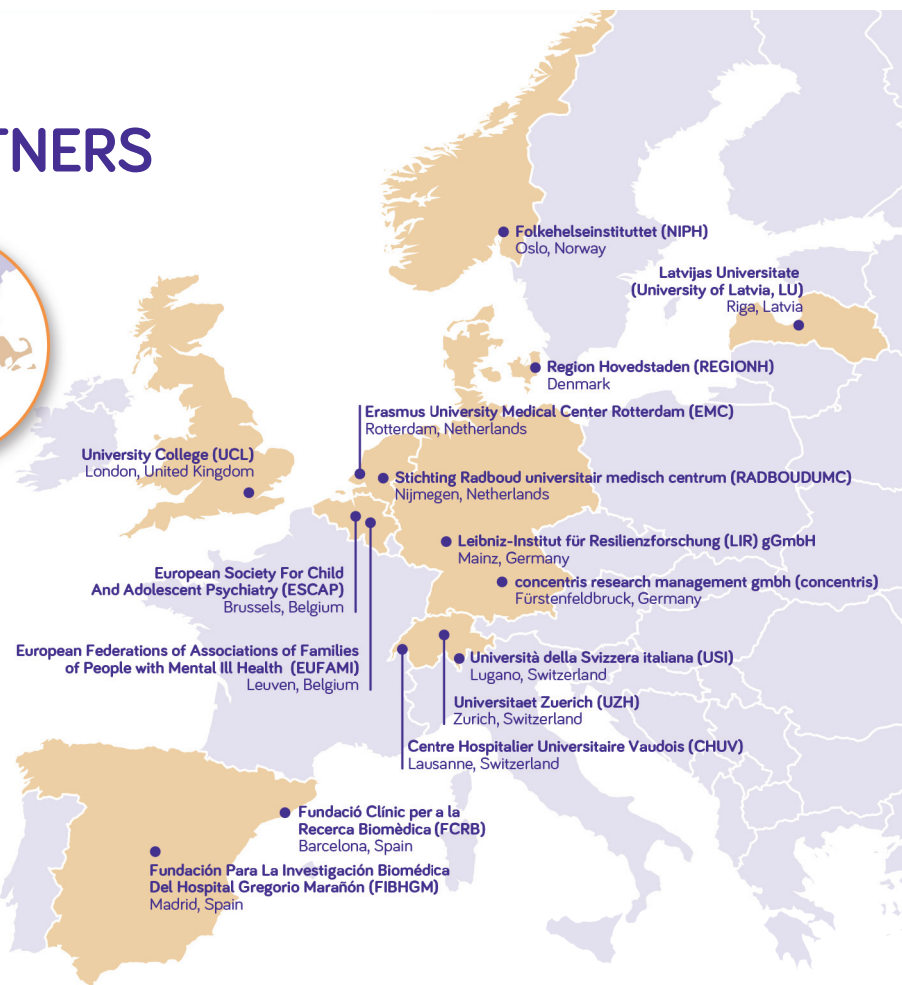 TNERS
Folkehelseinstituttet (NIPH)
Oslo, Norway
Latvijas Universitate
(University of Latvia, LU)
Riga, Latvia
Region Hovedstaden (REGIONH)
Denmark
Erasmus University Medical Center Rotterdam (EMC)
Rotterdam, Netherlands
University College (UCL)
London, United Kingdom
Stichting Radboud universitair medisch centrum (RADBOUDUMC)
Nijmegen, Netherlands
Leibniz-Institut für Resilienzforschung (LIR) gGmbH
Mainz, Germany
European Society For Child
And Adolescent Psychiatry (ESCAP)
Brussels, Belgium
concentris research management gmbh (concentris)
Fürstenfeldbruck, Germany
European Federations of Associations of Families
of People with Mental Ill Health (EUFAMI)
Leuven, Belgium
Università della Svizzera italiana (USI)
Lugano, Switzerland
Universitaet Zuerich (UZH)
Zurich, Switzerland
Centre Hospitalier Universitaire Vaudois (CHUV)
Lausanne, Switzerland
Fundació Clínic per a la
Recerca Biomèdica (FCRB)
Barcelona, Spain
Fundación Para La Investigación Biomédica
Del Hospital Gregorio Marañón (FIBHGM)
Madrid, Spain